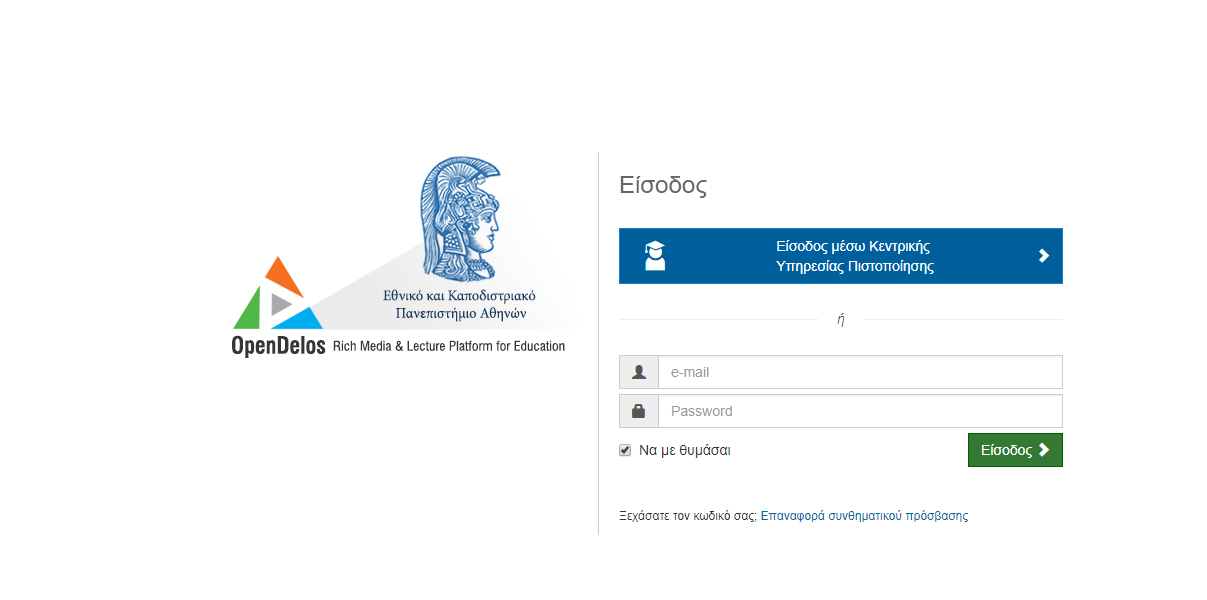 Εθνικό και Καποδιστριακό
Πανεπιστήμιο Αθηνών
OpenDelos Rich Media & Lecture Platform for Education
Είσοδος
Είσοδος μέσω Κεντρικής
Υπηρεσίας Πιστοποίησης
ή
e-mail
Password
Να με θυμάσαι
Είσοδος
Ξεχάσατε τον κωδικό σας; Επαναφορά συνθηματικού πρόσβασης